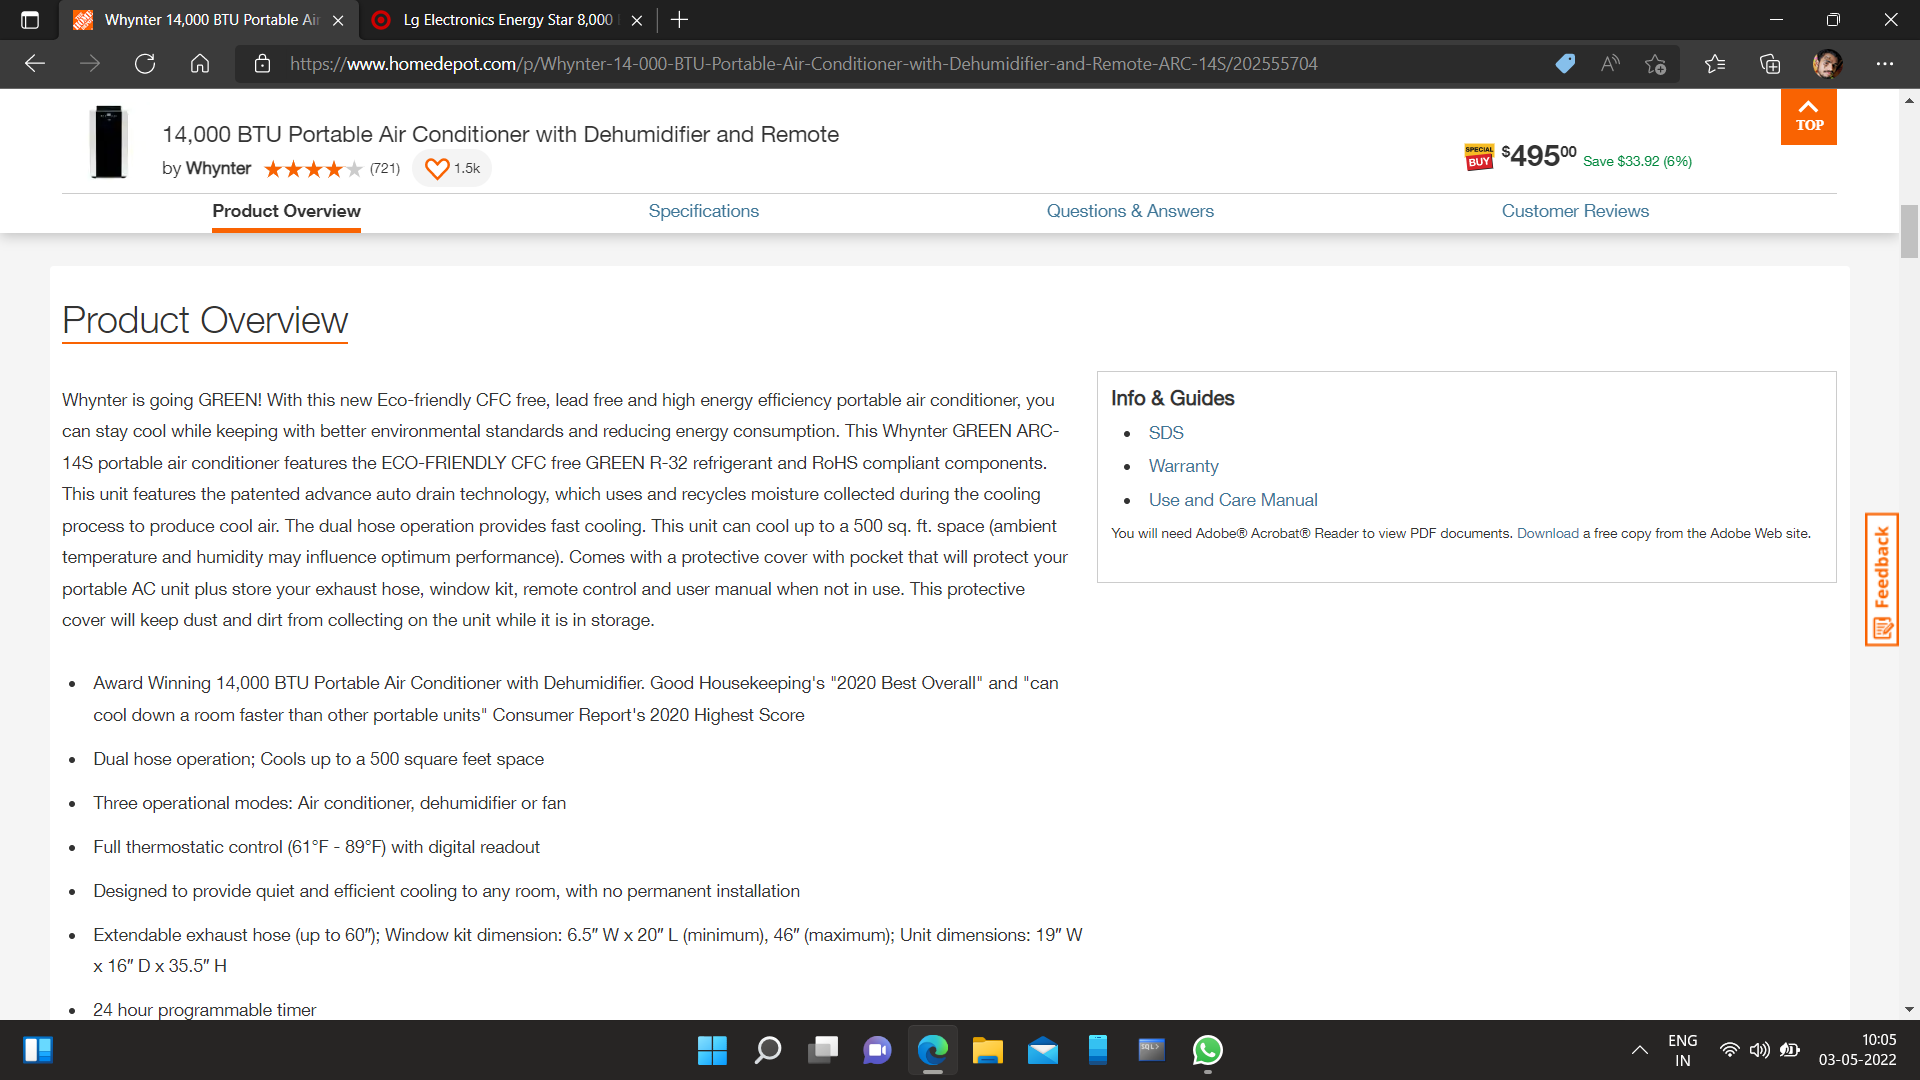 Whynter 14,000 BTU Portable Air
Lg Electronics Energy Star 8,000
https://www.homedepot.com/p/Whynter-14-000-BTU-Portable-Air-Conditioner-with-Dehumidifier-and-Remote-ARC-14S/202555704
14,000 BTU Portable Air Conditioner with Dehumidifier and Remote
by Whynter (721) 1.5k
SPECIAL BUY $495⁰⁰ Save $33.92 (6%)
TOP
Product Overview Specifications Questions & Answers Customer Reviews
Product Overview
Whynter is going GREEN! With this new Eco-friendly CFC free, lead free and high energy efficiency portable air conditioner, you
can stay cool while keeping with better environmental standards and reducing energy consumption. This Whynter GREEN ARC-
14S portable air conditioner features the ECO-FRIENDLY CFC free GREEN R-32 refrigerant and RoHS compliant components.
This unit features the patented advance auto drain technology, which uses and recycles moisture collected during the cooling
process to produce cool air. The dual hose operation provides fast cooling. This unit can cool up to a 500 sq. ft. space (ambient
temperature and humidity may influence optimum performance). Comes with a protective cover with pocket that will protect your
portable AC unit plus store your exhaust hose, window kit, remote control and user manual when not in use. This protective
cover will keep dust and dirt from collecting on the unit while it is in storage.
• Award Winning 14,000 BTU Portable Air Conditioner with Dehumidifier. Good Housekeeping's "2020 Best Overall" and "can
cool down a room faster than other portable units" Consumer Report's 2020 Highest Score
• Dual hose operation; Cools up to a 500 square feet space
• Three operational modes: Air conditioner, dehumidifier or fan
• Full thermostatic control (61°F - 89°F) with digital readout
• Designed to provide quiet and efficient cooling to any room, with no permanent installation
• Extendable exhaust hose (up to 60″); Window kit dimension: 6.5″ W x 20″ L (minimum), 46″ (maximum); Unit dimensions: 19″ W
x 16″ D x 35.5″ H
• 24 hour programmable timer
Info & Guides
• SDS
• Warranty
• Use and Care Manual
You will need Adobe® Acrobat® Reader to view PDF documents. Download a free copy from the Adobe Web site.
Feedback
ENG
IN
10:05
03-05-2022